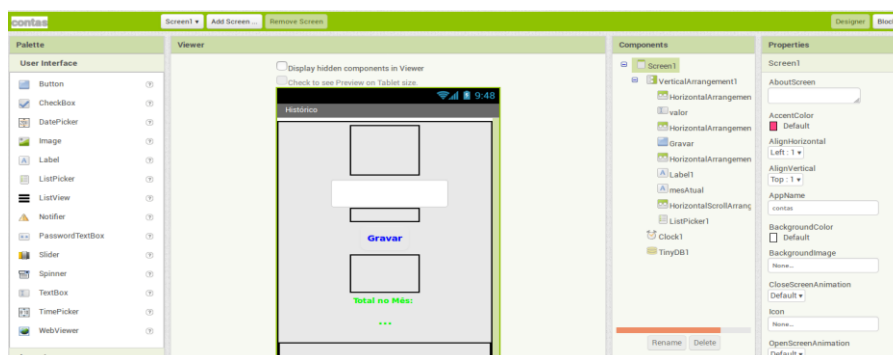 contas
Screen1 ▾ Add Screen ... Remove Screen Designer Bloc
Palette
User Interface
Button
CheckBox
DatePicker
Image
Label
ListPicker
ListView
Notifier
PasswordTextBox
Slider
Spinner
TextBox
TimePicker
WebViewer
Viewer
Display hidden components in Viewer
Check to see Preview on Tablet size.
9:48
Histórico
Gravar
Total no Mês:
...
Components
Screen1
VerticalArrangement1
HorizontalArrangemen
valor
HorizontalArrangemen
Gravar
HorizontalArrangemen
Label1
mesAtual
HorizontalScrollArrang
ListPicker1
Clock1
TinyDB1
Rename Delete
Properties
Screen1
AboutScreen
AccentColor
Default
AlignHorizontal
Left : 1 ▾
AlignVertical
Top : 1 ▾
AppName
contas
BackgroundColor
Default
BackgroundImage
None...
CloseScreenAnimation
Default ▾
Icon
None...
OpenScreenAnimation
Default ▾